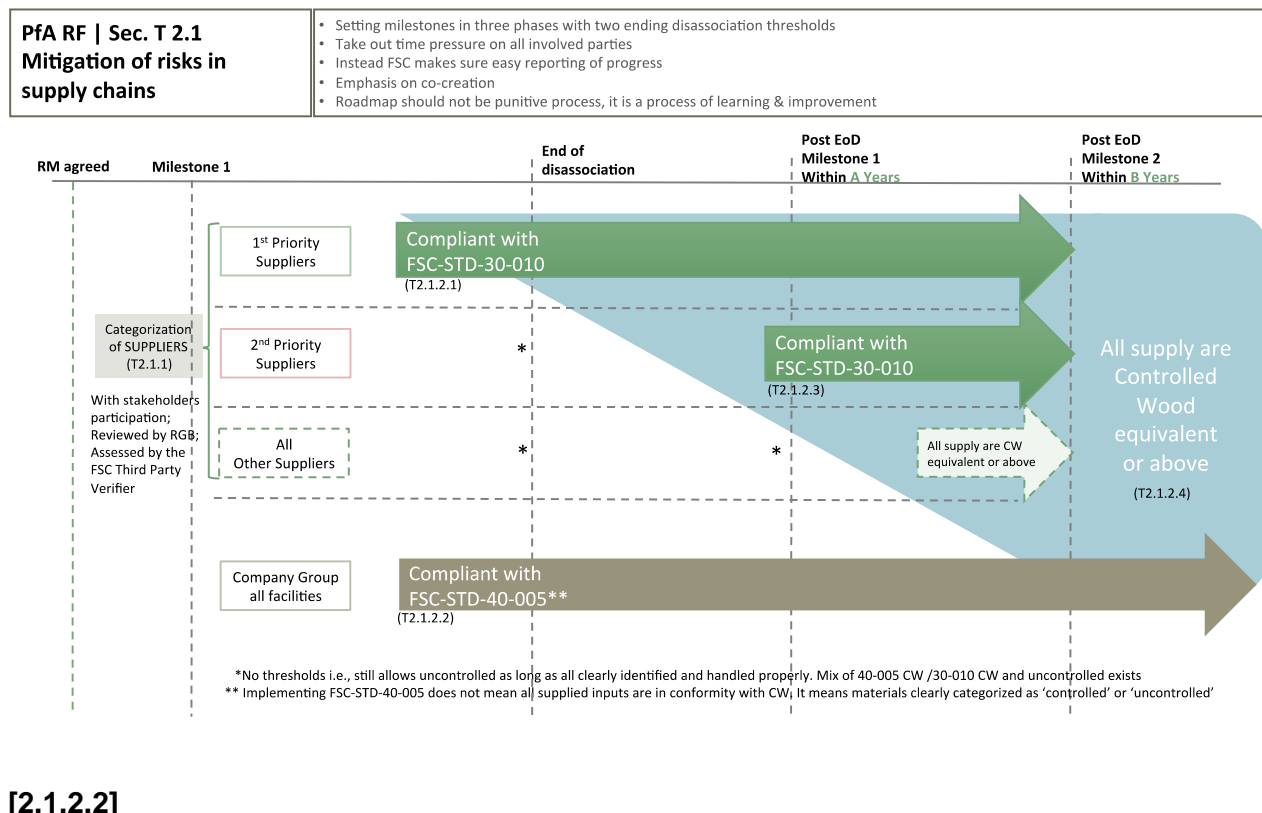 PfA RF | Sec. T 2.1
Mitigation of risks in
supply chains
• Setting milestones in three phases with two ending disassociation thresholds
• Take out time pressure on all involved parties
• Instead FSC makes sure easy reporting of progress
• Emphasis on co-creation
• Roadmap should not be punitive process, it is a process of learning & improvement
RM agreed
Milestone 1
End of
disassociation
Post EoD
Milestone 1
Within A Years
Post EoD
Milestone 2
Within B Years
1st Priority
Suppliers
Compliant with
FSC-STD-30-010
(T2.1.2.1)
Categorization
of SUPPLIERS
(T2.1.1)
With stakeholders
participation;
Reviewed by RGB;
Assessed by the
FSC Third Party
Verifier
2nd Priority
Suppliers
*
Compliant with
FSC-STD-30-010
(T2.1.2.3)
All
Other Suppliers
*
*
All supply are CW
equivalent or above
All supply are
Controlled
Wood
equivalent
or above
(T2.1.2.4)
Company Group
all facilities
Compliant with
FSC-STD-40-005**
(T2.1.2.2)
*No thresholds i.e., still allows uncontrolled as long as all clearly identified and handled properly. Mix of 40-005 CW /30-010 CW and uncontrolled exists
** Implementing FSC-STD-40-005 does not mean all supplied inputs are in conformity with CW. It means materials clearly categorized as ‘controlled’ or ‘uncontrolled’
[2.1.2.2]